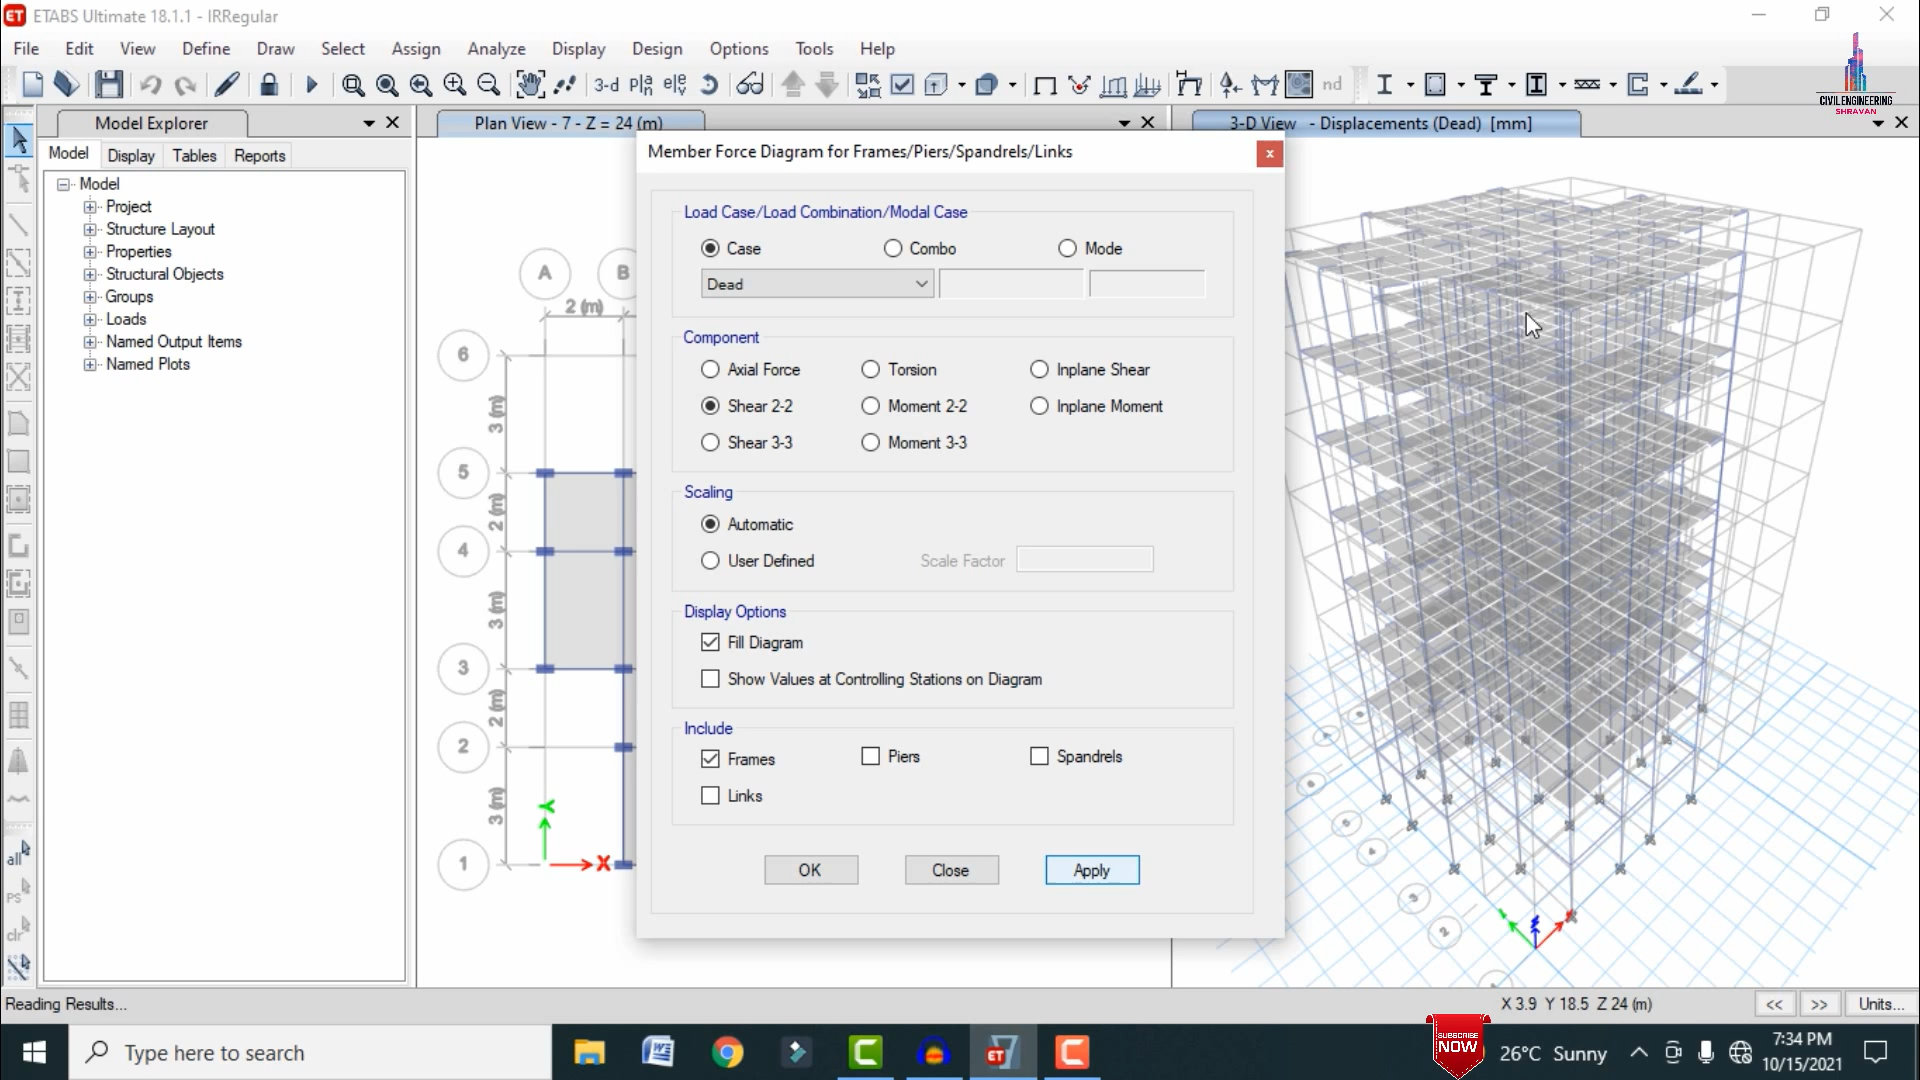 ETABS Ultimate 18.1.1 - IRRegular
File Edit View Define Draw Select Assign Analyze Display Design Options Tools Help
3-d nd
CIVIL ENGINEERING
SHRAVAN
Model Explorer
Plan View - 7 - Z = 24 (m)
3-D View - Displacements (Dead) [mm]
Model Display Tables Reports
Model
Project
Structure Layout
Properties
Structural Objects
Groups
Loads
Named Output Items
Named Plots
A B
2 (m)
6
3 (m)
5
2 (m)
4
3 (m)
3
2 (m)
2
3 (m)
1
Y
X
Member Force Diagram for Frames/Piers/Spandrels/Links
Load Case/Load Combination/Modal Case
Case Combo Mode
Dead
Component
Axial Force Torsion Inplane Shear
Shear 2-2 Moment 2-2 Inplane Moment
Shear 3-3 Moment 3-3
Scaling
Automatic
User Defined Scale Factor
Display Options
Fill Diagram
Show Values at Controlling Stations on Diagram
Include
Frames Piers Spandrels
Links
OK Close Apply
all
ps
clr
3
2
Reading Results...
X 3.9 Y 18.5 Z 24 (m)
<< >> Units...
Type here to search
ET
SUBSCRIBE
NOW
26°C Sunny
7:34 PM
10/15/2021